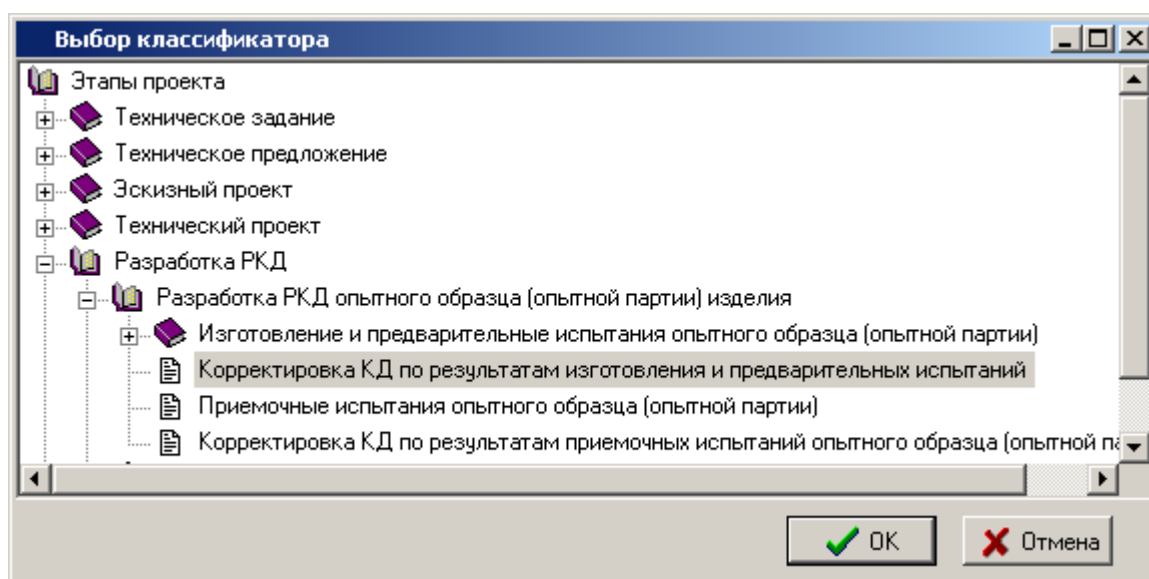 Выбор классификатора
Этапы проекта
Техническое задание
Техническое предложение
Эскизный проект
Технический проект
Разработка РКД
Разработка РКД опытного образца (опытной партии) изделия
Изготовление и предварительные испытания опытного образца (опытной партии)
Корректировка КД по результатам изготовления и предварительных испытаний
Приемочные испытания опытного образца (опытной партии)
Корректировка КД по результатам приемочных испытаний опытного образца (опытной
OK
Отмена